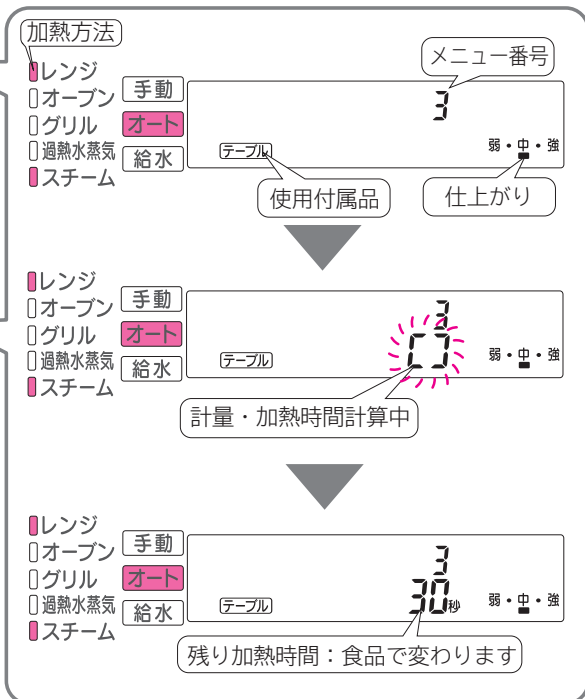 加熱方法
レンジ
オーブン
グリル
過熱水蒸気
スチーム
手動
オート
給水
メニュー番号
3
テーブル
弱・中・強
使用付属品
仕上がり
レンジ
オーブン
グリル
過熱水蒸気
スチーム
手動
オート
給水
3
テーブル
弱・中・強
計量・加熱時間計算中
レンジ
オーブン
グリル
過熱水蒸気
スチーム
手動
オート
給水
3
30秒
テーブル
弱・中・強
残り加熱時間：食品で変わります